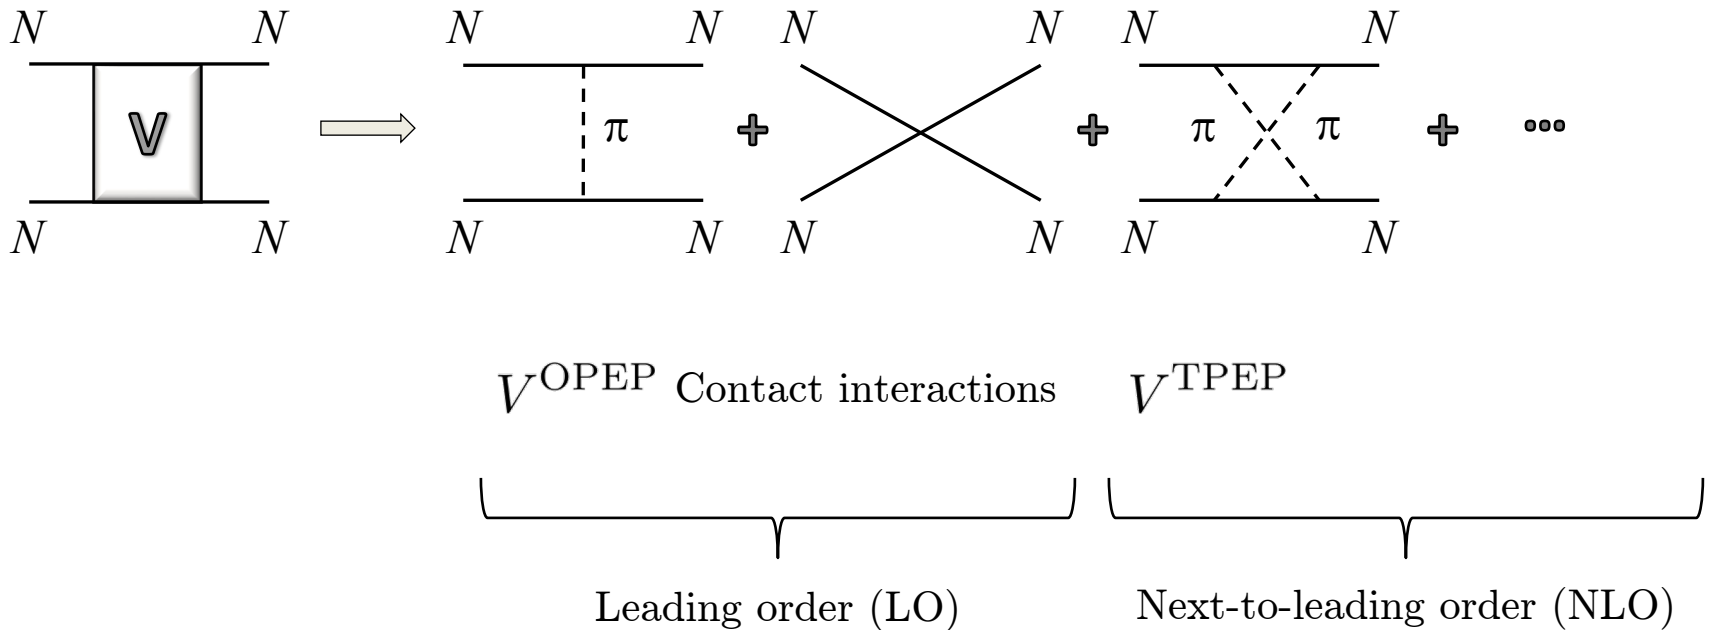 N N N N N N N N
V π + + π π + ...
N N N N N N N N
V^OPEP Contact interactions V^TPEP
Leading order (LO) Next-to-leading order (NLO)